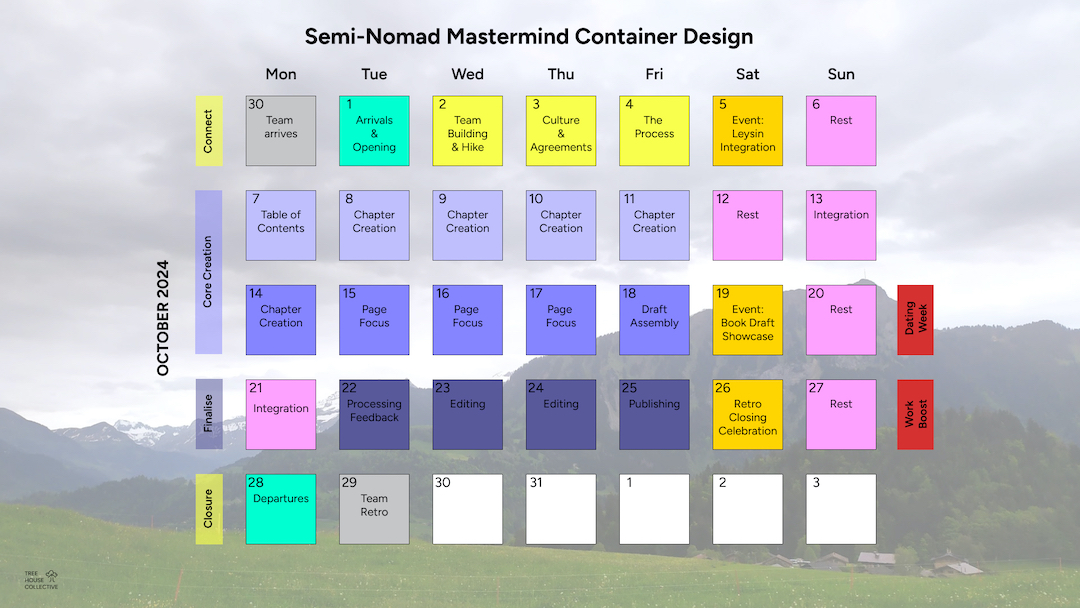 Semi-Nomad Mastermind Container Design
Mon Tue Wed Thu Fri Sat Sun
OCTOBER 2024
Connect
30
Team
arrives
1
Arrivals
&
Opening
2
Team
Building
& Hike
3
Culture
&
Agreements
4
The
Process
5
Event:
Leysin
Integration
6
Rest
Core Creation
7
Table of
Contents
8
Chapter
Creation
9
Chapter
Creation
10
Chapter
Creation
11
Chapter
Creation
12
Rest
13
Integration
14
Chapter
Creation
15
Page
Focus
16
Page
Focus
17
Page
Focus
18
Draft
Assembly
19
Event:
Book Draft
Showcase
20
Rest
Dating
Week
Finalise
21
Integration
22
Processing
Feedback
23
Editing
24
Editing
25
Publishing
26
Retro
Closing
Celebration
27
Rest
Work
Boost
Closure
28
Departures
29
Team
Retro
30
31
1
2
3
TREE
HOUSE
COLLECTIVE